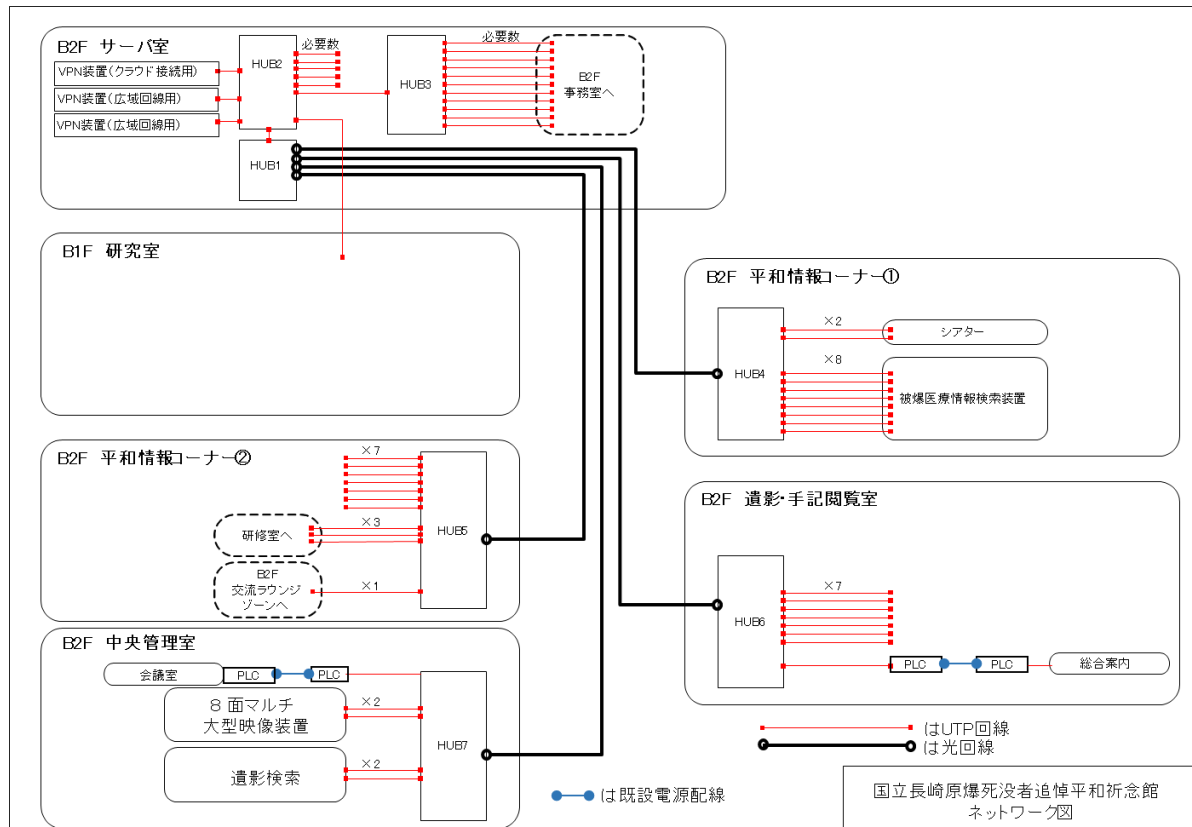 B2F サーバ室
VPN装置(クラウド接続用)
VPN装置(広域回線用)
VPN装置(広域回線用)
HUB2
必要数
HUB3
必要数
B2F
事務室へ
HUB1
B1F 研究室
B2F 平和情報コーナー①
HUB4
×2
シアター
×8
被爆医療情報検索装置
B2F 平和情報コーナー②
×7
研修室へ
×3
HUB5
B2F
交流ラウンジ
ゾーンへ
×1
B2F 遺影・手記閲覧室
HUB6
×7
PLC
PLC
総合案内
B2F 中央管理室
会議室
PLC
PLC
8面マルチ
大型映像装置
×2
HUB7
遺影検索
×2
はUTP回線
は光回線
は既設電源配線
国立長崎原爆死没者追悼平和祈念館
ネットワーク図